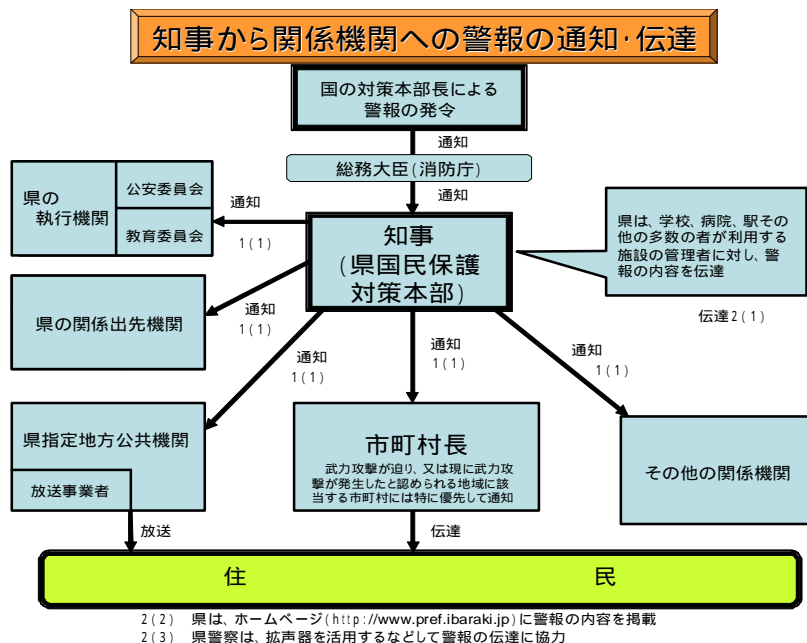 知事から関係機関への警報の通知・伝達
国の対策本部長による
警報の発令
通知
総務大臣(消防庁)
通知
県の
執行機関
公安委員会
教育委員会
通知
1(1)
知事
(県国民保護
対策本部)
県は、学校、病院、駅その
他の多数の者が利用する
施設の管理者に対し、警
報の内容を伝達
伝達2(1)
県の関係出先機関
通知
1(1)
通知
1(1)
通知
1(1)
通知
1(1)
県指定地方公共機関
放送事業者
市町村長
武力攻撃が迫り、又は現に武力攻
撃が発生したと認められる地域に該
当する市町村には特に優先して通知
その他の関係機関
放送
伝達
住 民
2(2) 県は、ホームページ(http://www.pref.ibaraki.jp)に警報の内容を掲載
2(3) 県警察は、拡声器を活用するなどして警報の伝達に協力